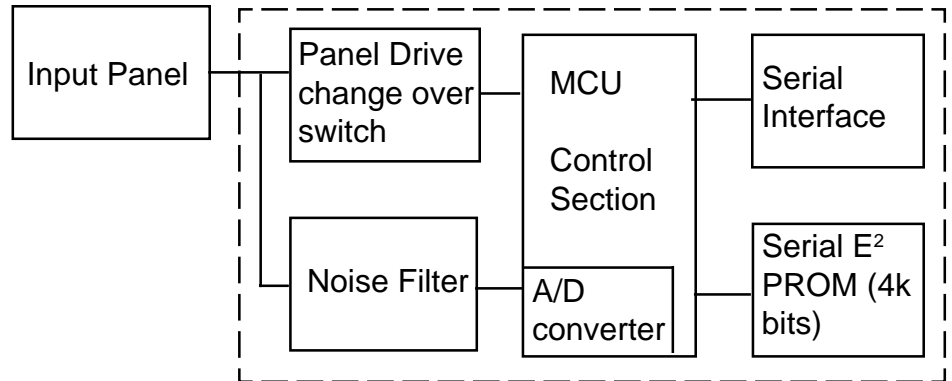 Input Panel
Panel Drive
change over
switch
MCU
Control
Section
Serial
Interface
Noise Filter
A/D
converter
Serial E²
PROM (4k
bits)